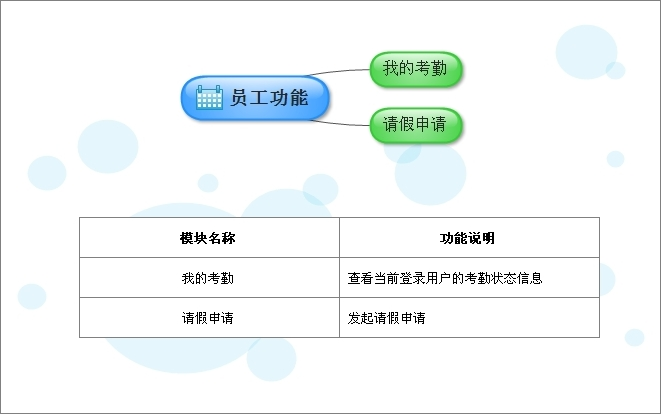 我的考勤
员工功能
请假申请
模块名称 功能说明
我的考勤 查看当前登录用户的考勤状态信息
请假申请 发起请假申请